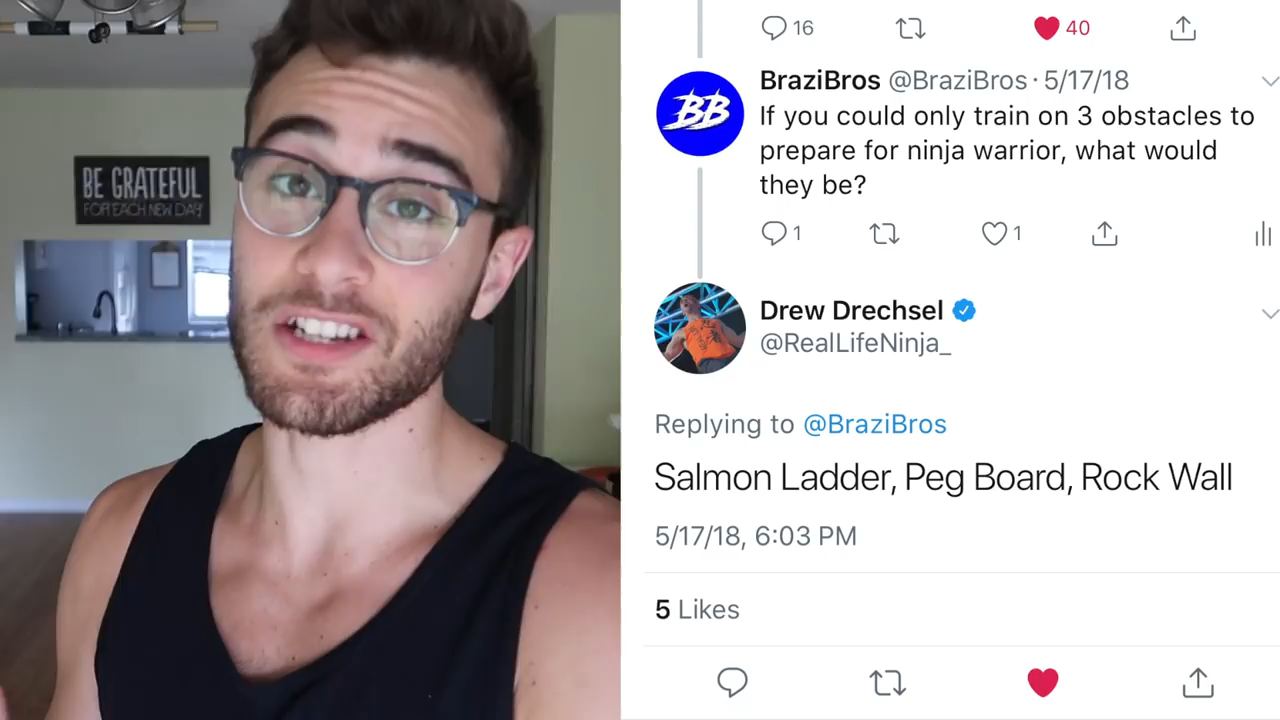 BE GRATEFUL
FOR EACH NEW DAY
16
40
BB
BraziBros @BraziBros · 5/17/18
If you could only train on 3 obstacles to
prepare for ninja warrior, what would
they be?
1
1
Drew Drechsel
@RealLifeNinja_
Replying to @BraziBros
Salmon Ladder, Peg Board, Rock Wall
5/17/18, 6:03 PM
5 Likes